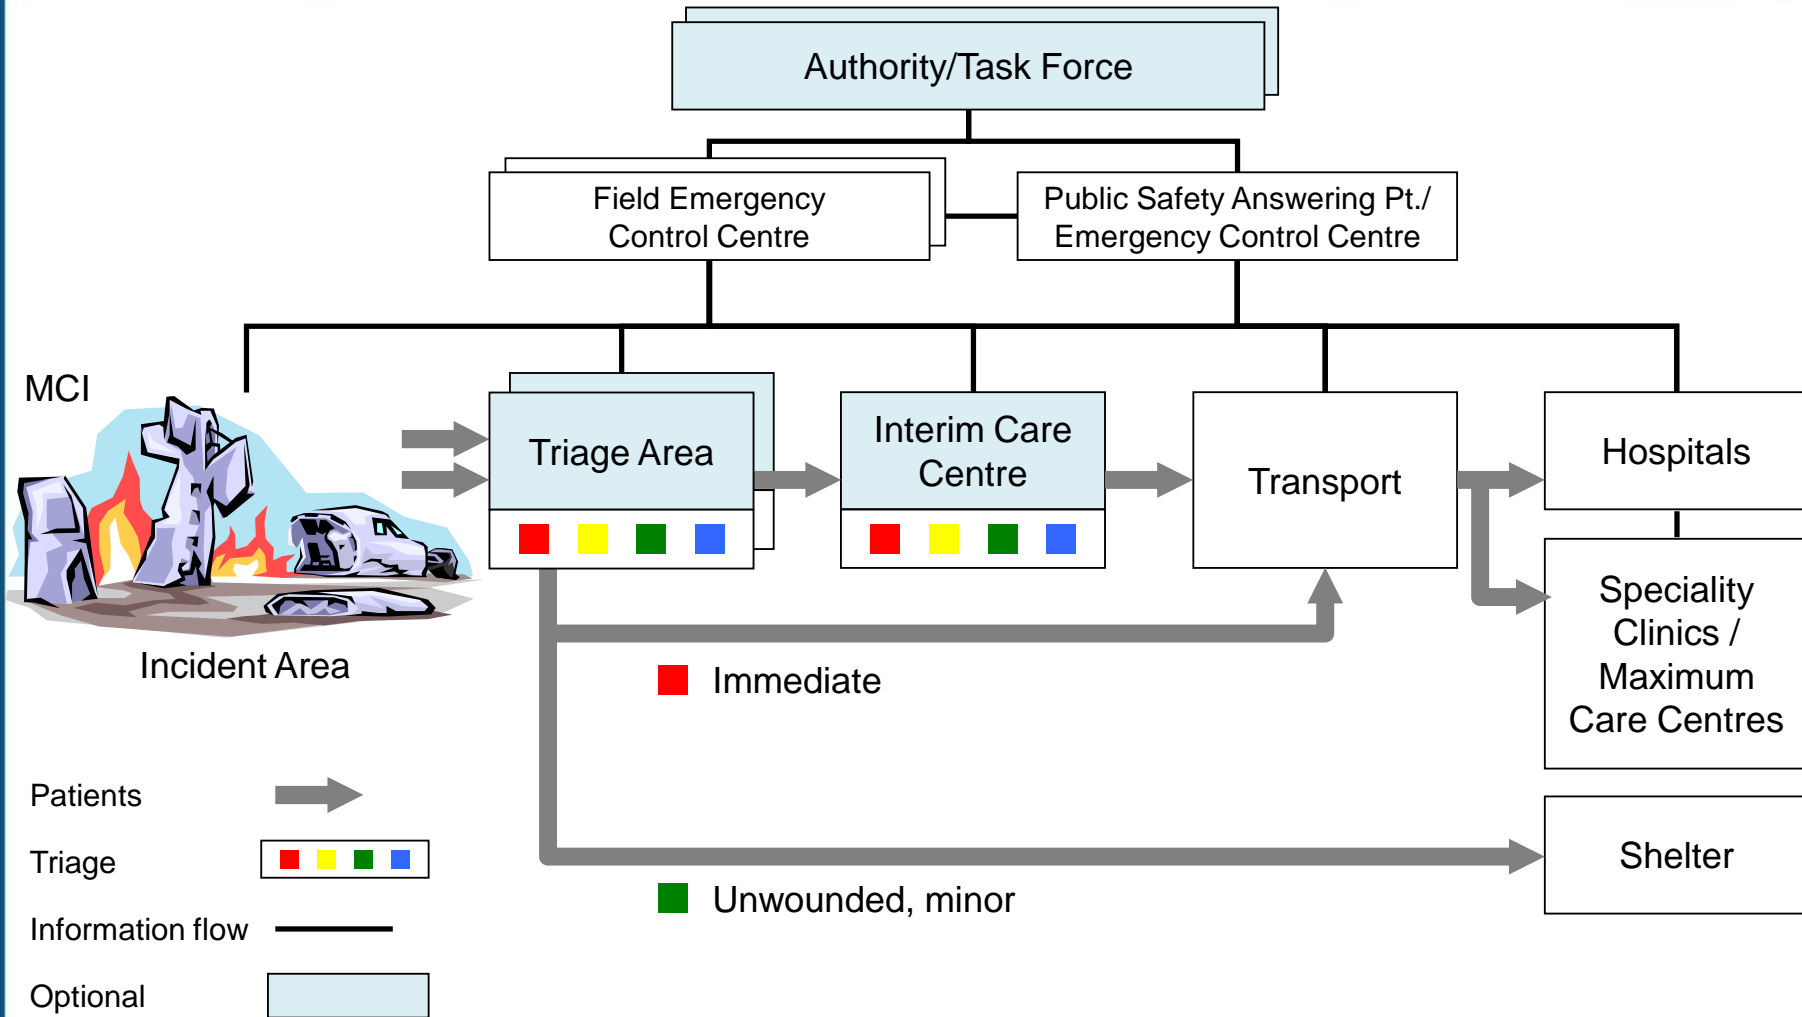 Authority/Task Force
Field Emergency
Control Centre
Public Safety Answering Pt./
Emergency Control Centre
MCI
Triage Area
Interim Care
Centre
Transport
Hospitals
Speciality
Clinics /
Maximum
Care Centres
Incident Area
Immediate
Shelter
Unwounded, minor
Patients
Triage
Information flow
Optional